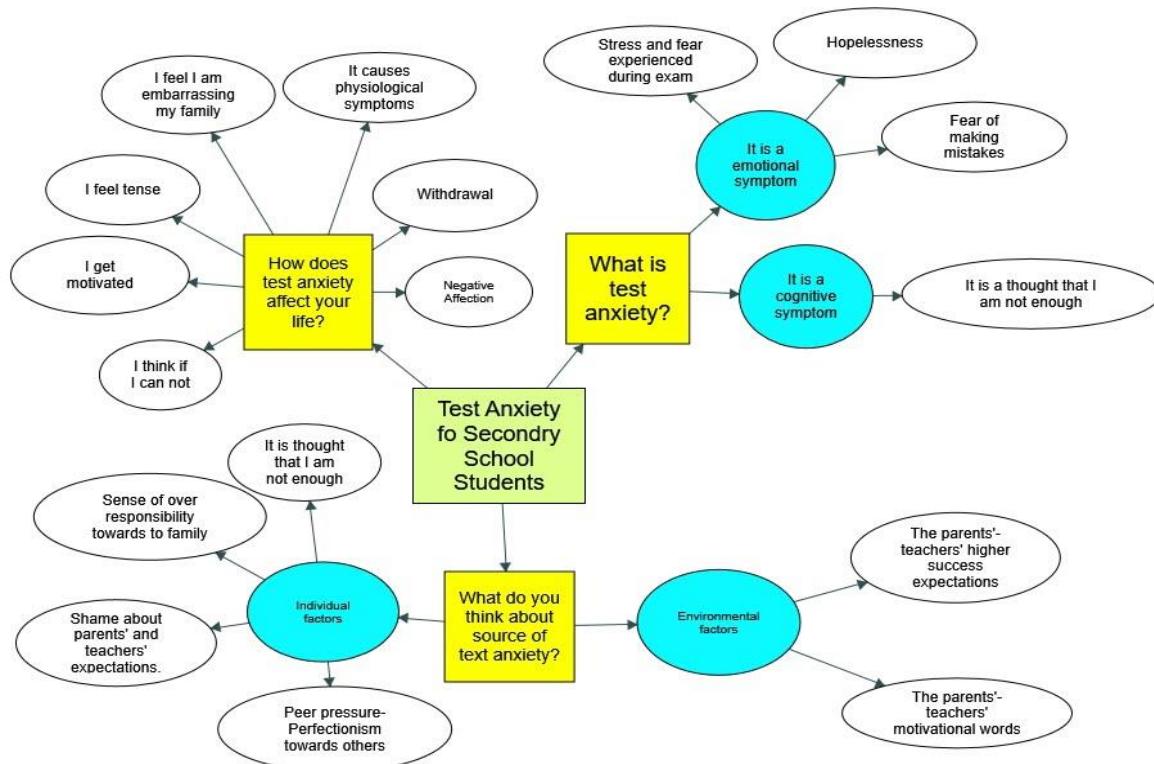 Stress and fear
experienced
during exam
Hopelessness
I feel I am
embarrassing
my family
It causes
physiological
symptoms
It is a
emotional
symptom
Fear of
making
mistakes
I feel tense
Withdrawal
How does
test anxiety
affect your
life?
What is
test
anxiety?
I get
motivated
Negative
Affection
It is a
cognitive
symptom
It is a thought that I
am not enough
I think if
I can not
Test Anxiety
fo Secondry
School
Students
It is thought
that I am
not enough
Sense of over
responsibility
towards to family
The parents'-
teachers' higher
success
expectations
Individual
factors
What do you
think about
source of
text anxiety?
Environmental
factors
Shame about
parents' and
teachers'
expectations.
Peer pressure-
Perfectionism
towards others
The parents'-
teachers'
motivational words